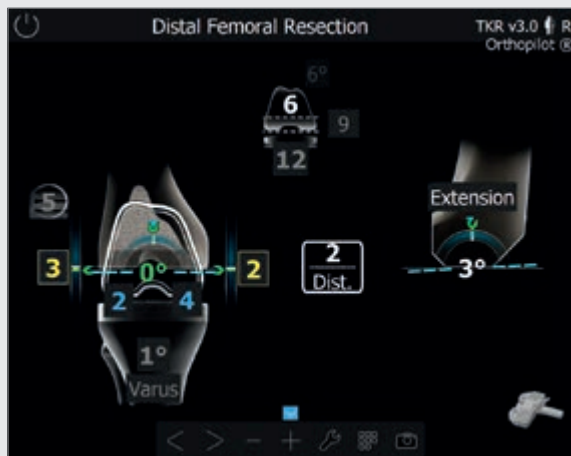 Distal Femoral Resection
TKR v3.0 R
Orthopilot ®
6°
6
9
12
5
Extension
3
0°
2
2
Dist.
3°
2
4
1°
Varus